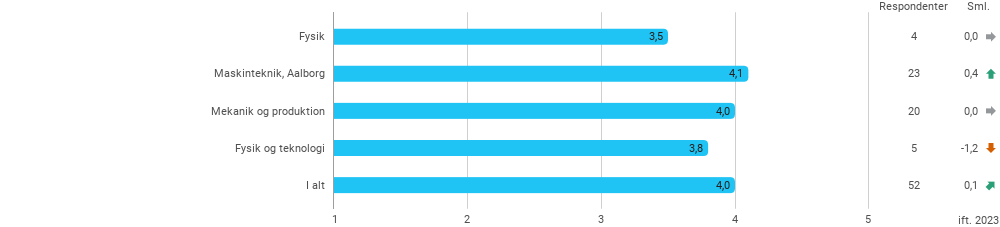 Respondenter Sml.
Fysik 3,5 4 0,0
Maskinteknik, Aalborg 4,1 23 0,4
Mekanik og produktion 4,0 20 0,0
Fysik og teknologi 3,8 5 -1,2
I alt 4,0 52 0,1
1 2 3 4 5 ift. 2023